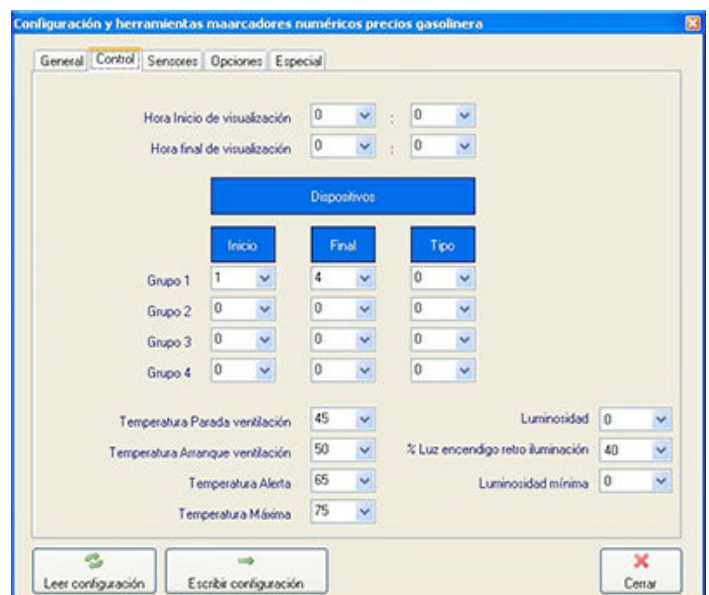 Configuración y herramientas maarcadores numéricos precios gasolinera
General Control Sensores Opciones Especial
Hora Inicio de visualización 0 : 0
Hora final de visualización 0 : 0
Dispositivos
Inicio Final Tipo
Grupo 1 1 4 0
Grupo 2 0 0 0
Grupo 3 0 0 0
Grupo 4 0 0 0
Temperatura Parada ventilación 45 Luminosidad 0
Temperatura Arranque ventilación 50 % Luz encendigo retro iluminación 40
Temperatura Alerta 65 Luminosidad mínima 0
Temperatura Máxima 75
Leer configuración Escribir configuración Cerrar